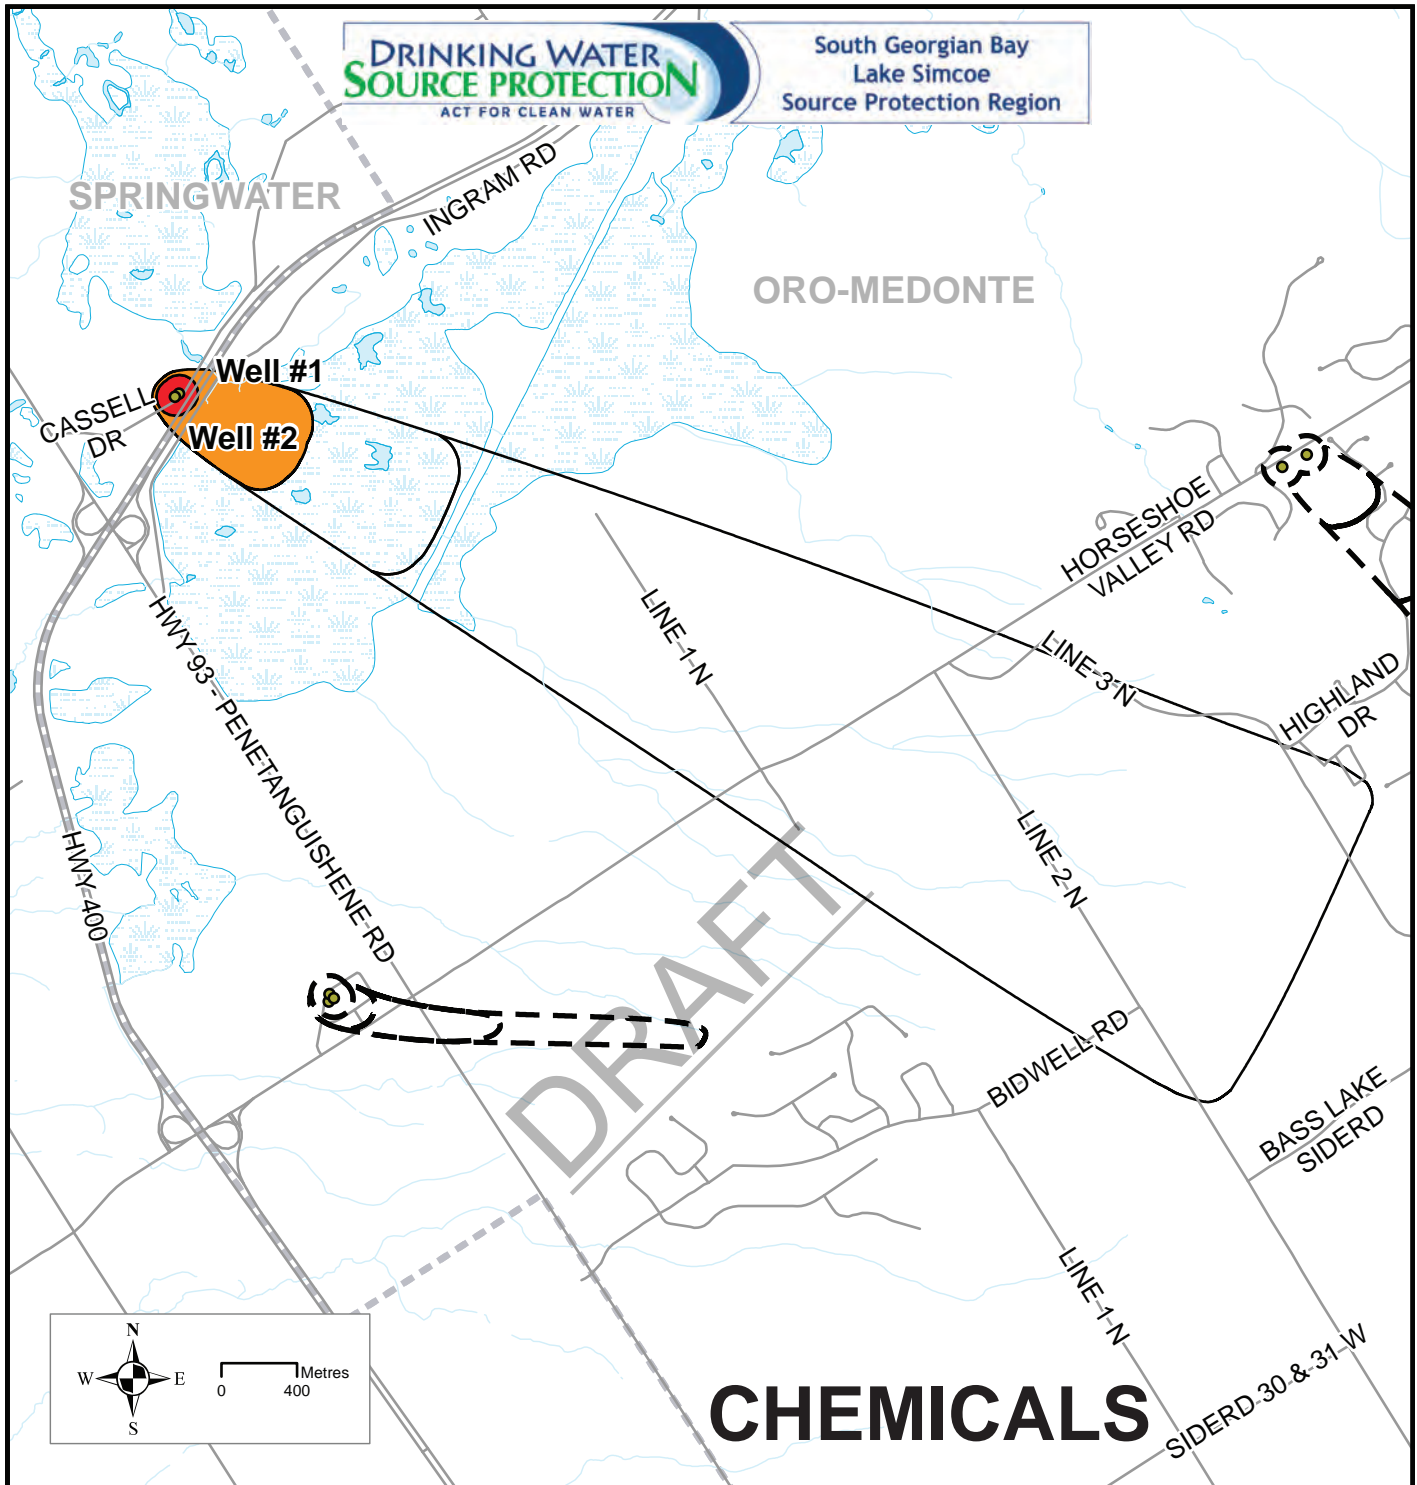 DRINKING WATER
SOURCE PROTECTION
ACT FOR CLEAN WATER
South Georgian Bay
Lake Simcoe
Source Protection Region
SPRINGWATER
INGRAM RD
ORO-MEDONTE
Well #1
CASSELL
DR
Well #2
HORSESHOE
VALLEY RD
LINE 1 N
LINE 3 N
HIGHLAND
DR
HWY 93 - PENETANGUISHENE RD
HWY 400
LINE 2 N
DRAFT
BIDWELL RD
BASS LAKE
SIDERD
LINE 1 N
SIDERD 30 & 31 W
N
W
E
S
Metres
0
400
CHEMICALS